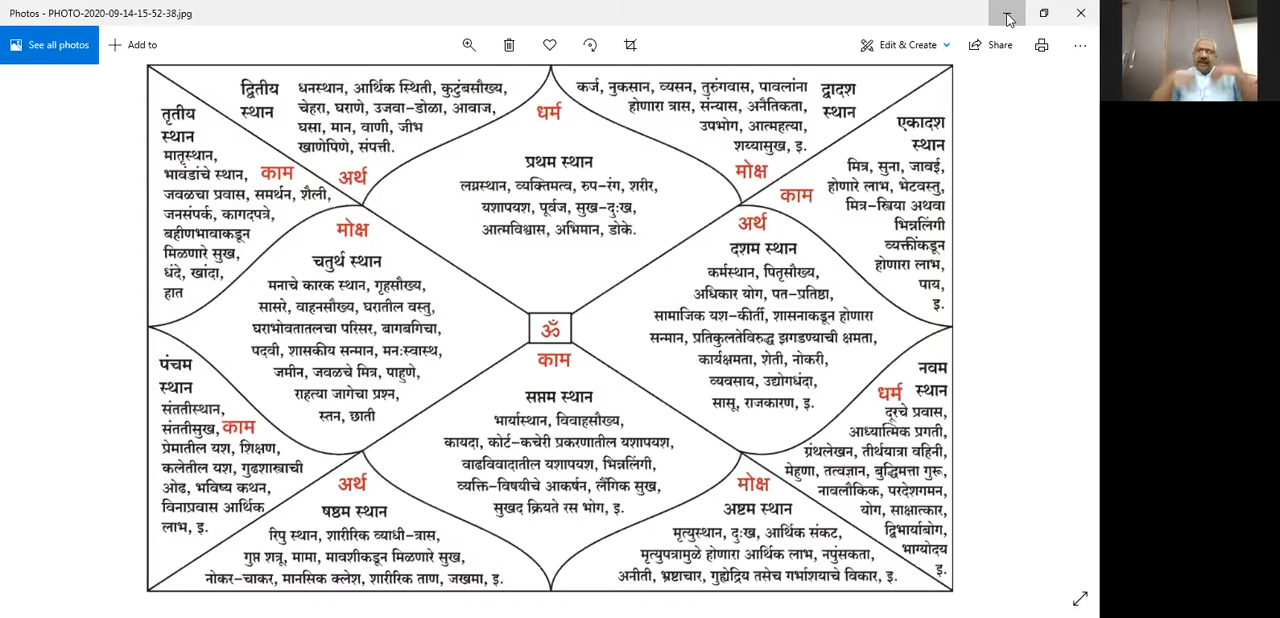 Photos - PHOTO-2020-09-14-15-52-38.jpg
See all photos
Add to
Edit & Create
Share
द्वितीय
स्थान
धनस्थान, आर्थिक स्थिती, कुटुंबसौख्य,
चेहरा, घराणे, उजवा-डोळा, आवाज,
घसा, मान, वाणी, जीभ
खाणेपिणे, संपत्ती.
अर्थ
धर्म
प्रथम स्थान
लग्नस्थान, व्यक्तिमत्व, रुप-रंग, शरीर,
यशापयश, पूर्वज, सुख-दुःख,
आत्मविश्वास, अभिमान, डोके.
कर्ज, नुकसान, व्यसन, तुरुंगवास, पावलांना
होणारा त्रास, संन्यास, अनैतिकता,
उपभोग, आत्महत्या,
शय्यासुख, इ.
द्वादश
स्थान
मोक्ष
तृतीय
स्थान
मातृस्थान,
भावंडांचे स्थान,
जवळचा प्रवास, समर्थन, शैली,
जनसंपर्क, कागदपत्रे,
बहीणभावाकडून
मिळणारे सुख,
धंदे, खांदा,
हात
काम
एकादश
स्थान
मित्र, सुना, जावई,
होणारे लाभ, भेटवस्तु,
मित्र-स्त्रिया अथवा
भिन्नलिंगी
व्यक्तींकडून
होणारा लाभ,
पाय,
इ.
काम
मोक्ष
चतुर्थ स्थान
मनाचे कारक स्थान, गृहसौख्य,
सासरे, वाहनसौख्य, घरातील वस्तु,
घराभोवतातलचा परिसर, बागबगिचा,
पदवी, शासकीय सन्मान, मनःस्वास्थ,
जमीन, जवळचे मित्र, पाहुणे,
राहत्या जागेचा प्रश्न,
स्तन, छाती
अर्थ
दशम स्थान
कर्मस्थान, पितृसौख्य,
अधिकार योग, पत-प्रतिष्ठा,
सामाजिक यश-कीर्ती, शासनाकडून होणारा
सन्मान, प्रतिकुलतेविरुद्ध झगडण्याची क्षमता,
कार्यक्षमता, शेती, नोकरी,
व्यवसाय, उद्योगधंदा,
सासू, राजकारण, इ.
ॐ
काम
सप्तम स्थान
भार्यास्थान, विवाहसौख्य,
कायदा, कोर्ट-कचेरी प्रकरणातील यशापयश,
वाढविवादातील यशापयश, भिन्नलिंगी,
व्यक्ति-विषयीचे आकर्षन, लैंगिक सुख,
सुखद क्रियते रस भोग, इ.
पंचम
स्थान
संततीस्थान,
संततीसुख,
प्रेमातील यश, शिक्षण,
कलेतील यश, गुढशास्त्राची
ओढ, भविष्य कथन,
विनाप्रवास आर्थिक
लाभ, इ.
काम
नवम
स्थान
दूरचे प्रवास,
आध्यात्मिक प्रगती,
ग्रंथलेखन, तीर्थयात्रा वहिनी,
मेहुणा, तत्वज्ञान, बुद्धिमत्ता गुरू,
नावलौकिक, परदेशगमन,
योग, साक्षात्कार,
द्विभार्याबोग,
भाग्योदय
इ.
धर्म
अर्थ
षष्ठम स्थान
रिपु स्थान, शारीरिक व्याधी-त्रास,
गुप्त शत्रू, मामा, मावशीकडून मिळणारे सुख,
नोकर-चाकर, मानसिक क्लेश, शारीरिक ताण, जखमा, इ.
मोक्ष
अष्टम स्थान
मृत्युस्थान, दुःख, आर्थिक संकट,
मृत्युपत्रामुळे होणारा आर्थिक लाभ, नपुंसकता,
अनीती, भ्रष्टाचार, गुह्येद्रिय तसेच गर्भाशयाचे विकार, इ.